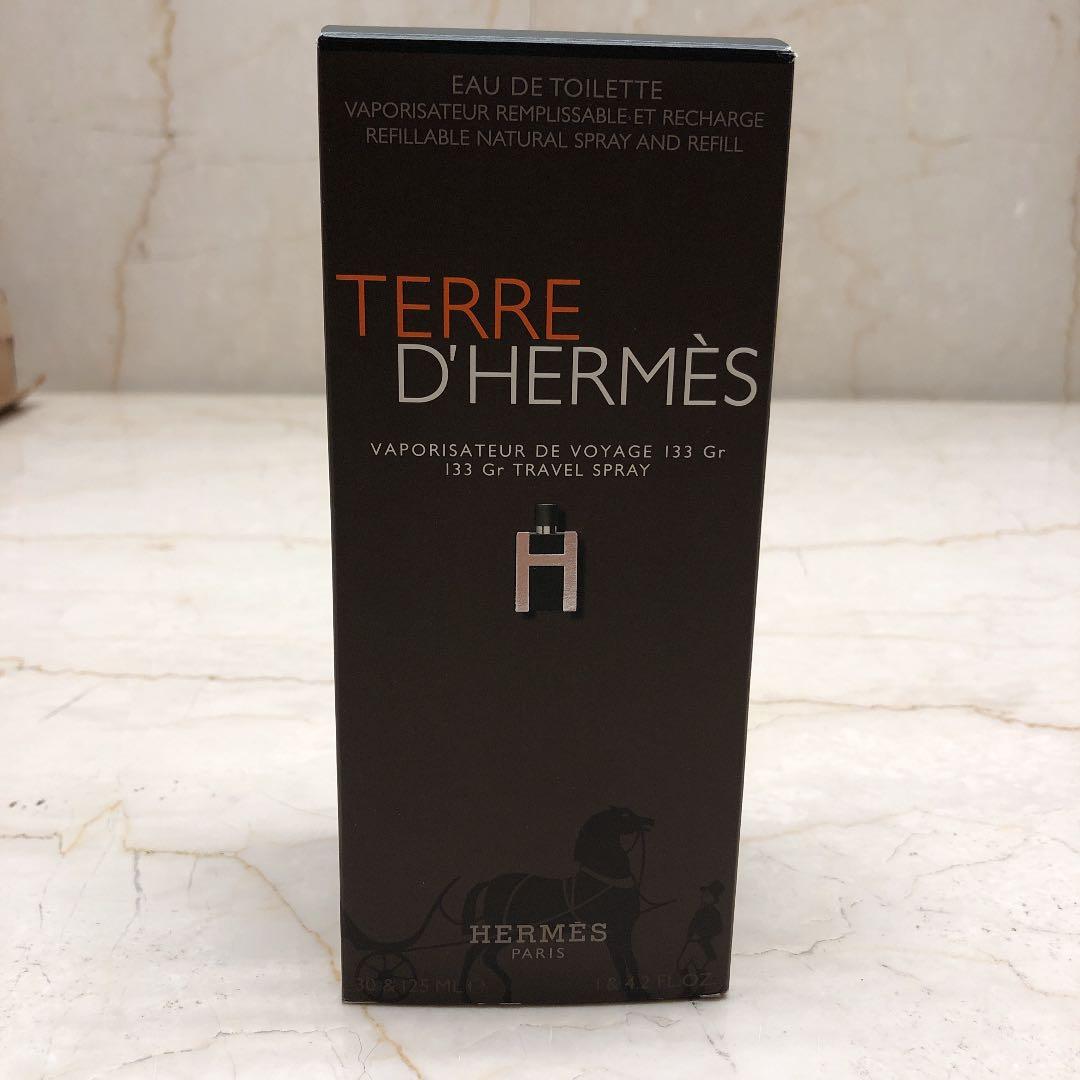 EAU DE TOILETTE
VAPORISATEUR REMPLISSABLE ET RECHARGE
REFILLABLE NATURAL SPRAY AND REFILL
TERRE
D'HERMÈS
VAPORISATEUR DE VOYAGE 133 Gr
133 Gr TRAVEL SPRAY
H
HERMÈS
PARIS
30 & 125 ML ℮ 1 & 4.2 FL.OZ.